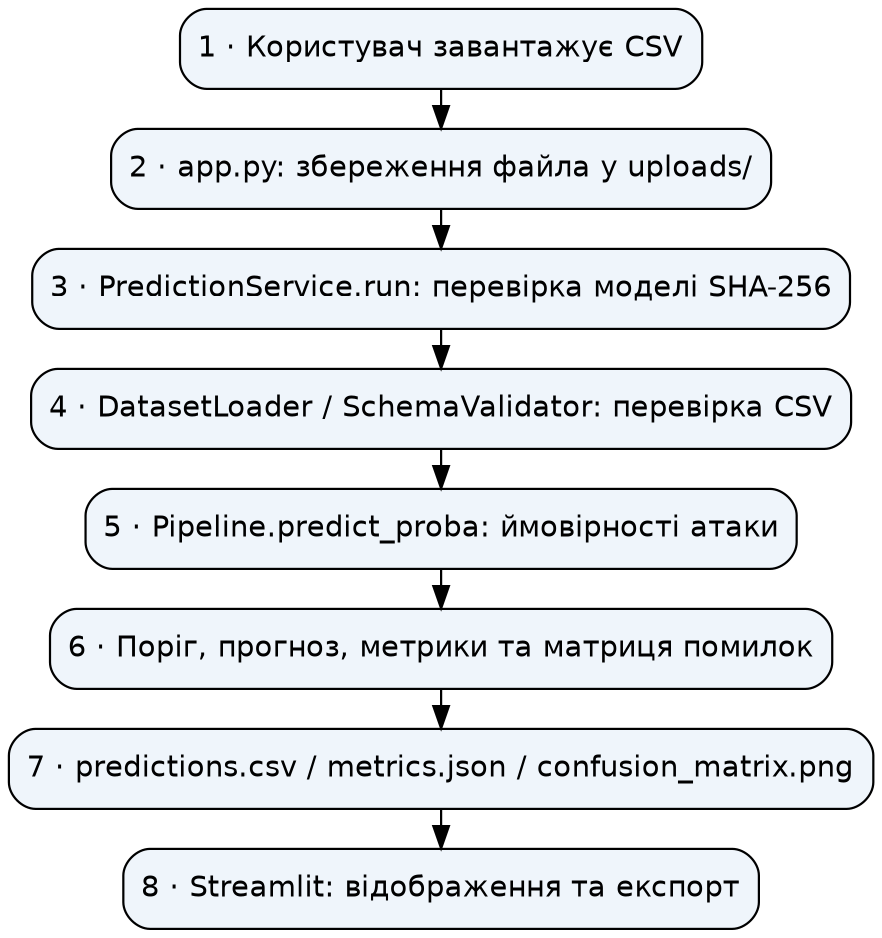 1 · Користувач завантажує CSV
2 · app.py: збереження файла у uploads/
3 · PredictionService.run: перевірка моделі SHA-256
4 · DatasetLoader / SchemaValidator: перевірка CSV
5 · Pipeline.predict_proba: ймовірності атаки
6 · Поріг, прогноз, метрики та матриця помилок
7 · predictions.csv / metrics.json / confusion_matrix.png
8 · Streamlit: відображення та експорт